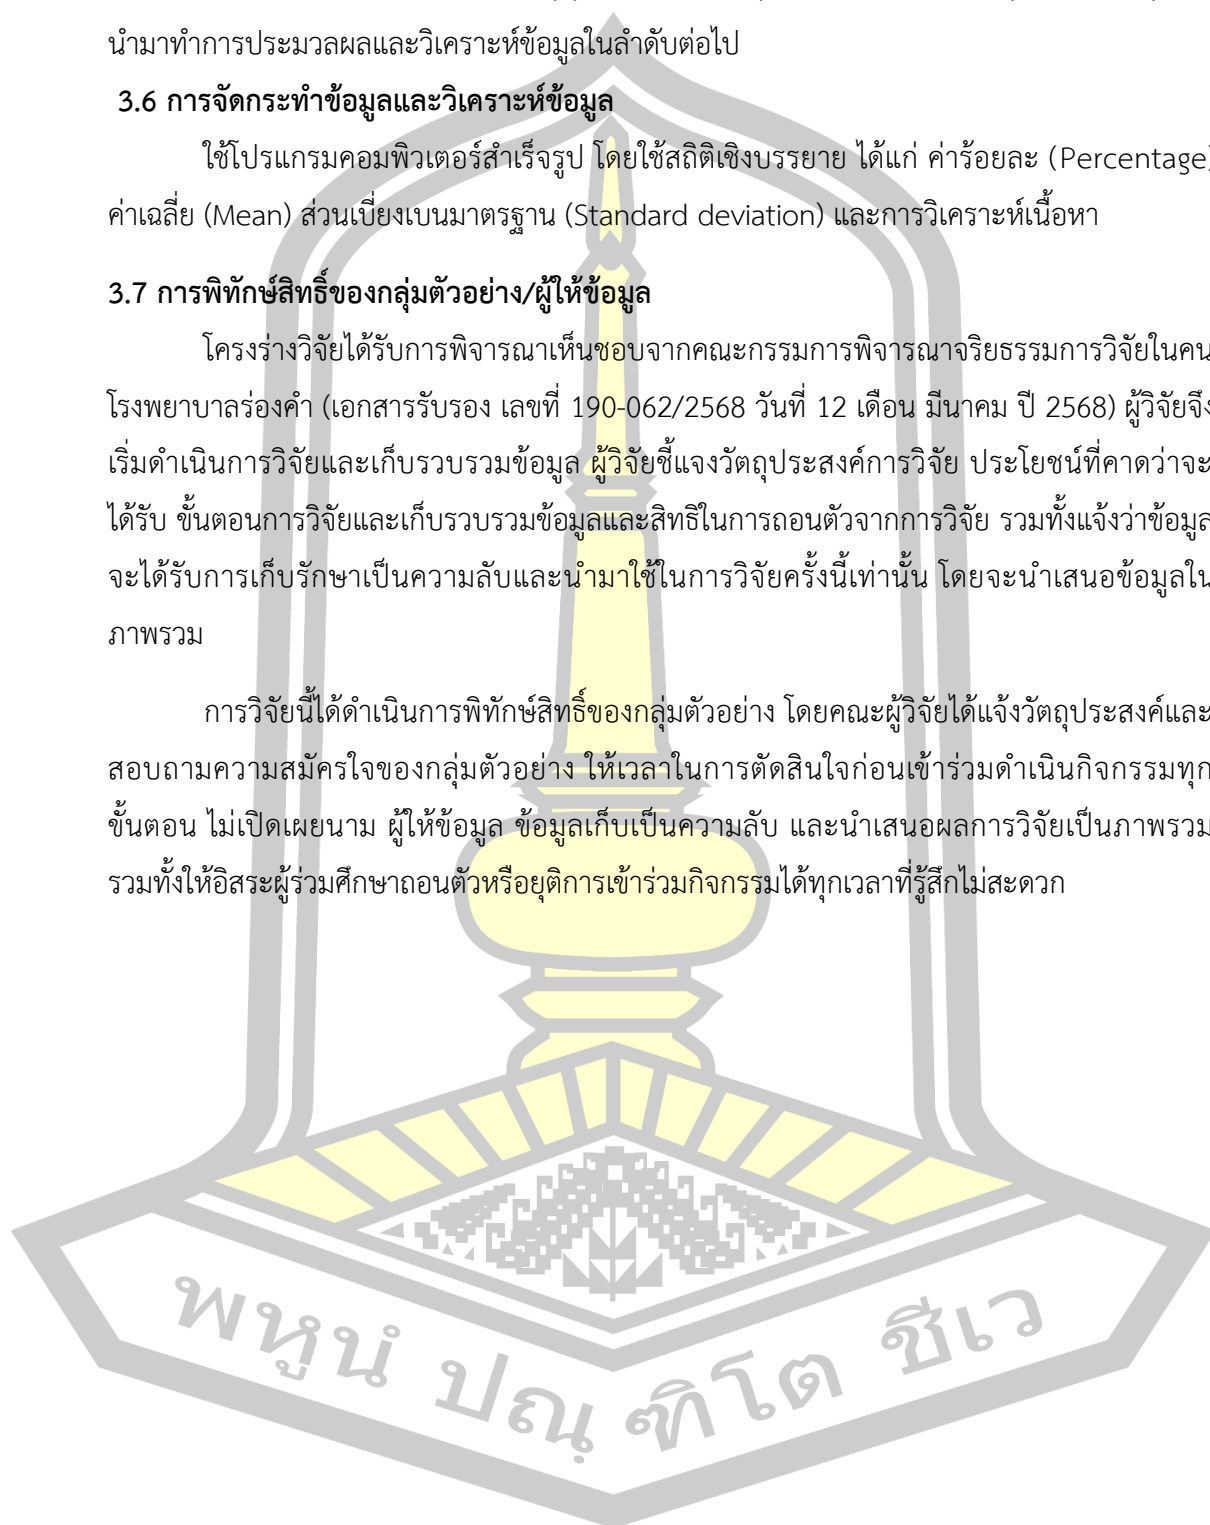 นำมาทำการประมวลผลและวิเคราะห์ข้อมูลในลำดับต่อไป
3.6 การจัดกระทำข้อมูลและวิเคราะห์ข้อมูล
ใช้โปรแกรมคอมพิวเตอร์สำเร็จรูป โดยใช้สถิติเชิงบรรยาย ได้แก่ ค่าร้อยละ (Percentage)
ค่าเฉลี่ย (Mean) ส่วนเบี่ยงเบนมาตรฐาน (Standard deviation) และการวิเคราะห์เนื้อหา
3.7 การพิทักษ์สิทธิ์ของกลุ่มตัวอย่าง/ผู้ให้ข้อมูล
โครงร่างวิจัยได้รับการพิจารณาเห็นชอบจากคณะกรรมการพิจารณาจริยธรรมการวิจัยในคน
โรงพยาบาลร่องคำ (เอกสารรับรอง เลขที่ 190-062/2568 วันที่ 12 เดือน มีนาคม ปี 2568) ผู้วิจัยจึง
เริ่มดำเนินการวิจัยและเก็บรวบรวมข้อมูล ผู้วิจัยชี้แจงวัตถุประสงค์การวิจัย ประโยชน์ที่คาดว่าจะ
ได้รับ ขั้นตอนการวิจัยและเก็บรวบรวมข้อมูลและสิทธิในการถอนตัวจากการวิจัย รวมทั้งแจ้งว่าข้อมูล
จะได้รับการเก็บรักษาเป็นความลับและนำมาใช้ในการวิจัยครั้งนี้เท่านั้น โดยจะนำเสนอข้อมูลใน
ภาพรวม
การวิจัยนี้ได้ดำเนินการพิทักษ์สิทธิ์ของกลุ่มตัวอย่าง โดยคณะผู้วิจัยได้แจ้งวัตถุประสงค์และ
สอบถามความสมัครใจของกลุ่มตัวอย่าง ให้เวลาในการตัดสินใจก่อนเข้าร่วมดำเนินกิจกรรมทุก
ขั้นตอน ไม่เปิดเผยนาม ผู้ให้ข้อมูล ข้อมูลเก็บเป็นความลับ และนำเสนอผลการวิจัยเป็นภาพรวม
รวมทั้งให้อิสระผู้ร่วมศึกษาถอนตัวหรือยุติการเข้าร่วมกิจกรรมได้ทุกเวลาที่รู้สึกไม่สะดวก
พหูนํ ปณฺฑิโต ชีเว